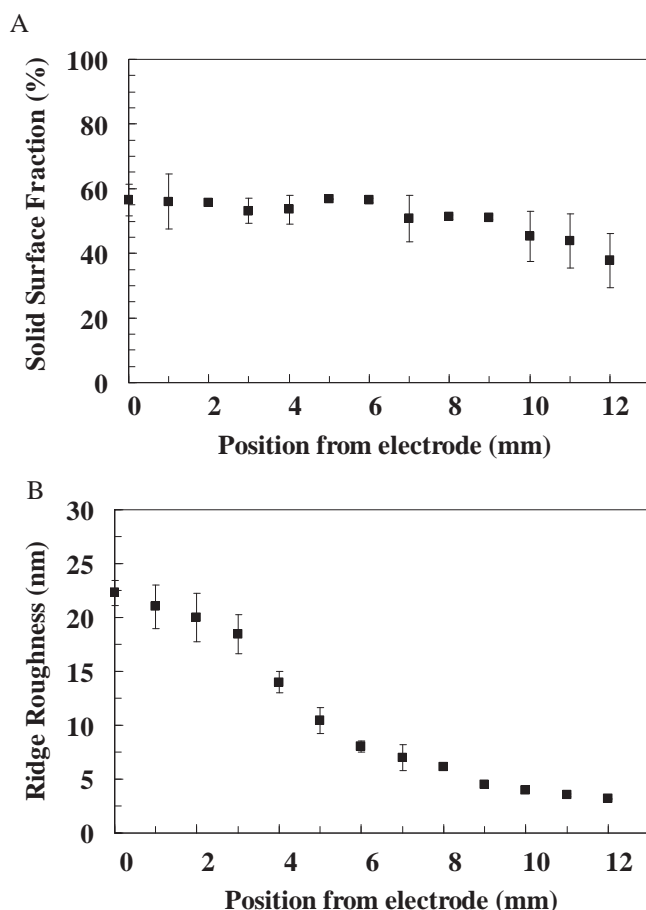 A
Solid Surface Fraction (%)
100
80
60
40
20
0
0 2 4 6 8 10 12
Position from electrode (mm)
B
Ridge Roughness (nm)
30
25
20
15
10
5
0
0 2 4 6 8 10 12
Position from electrode (mm)